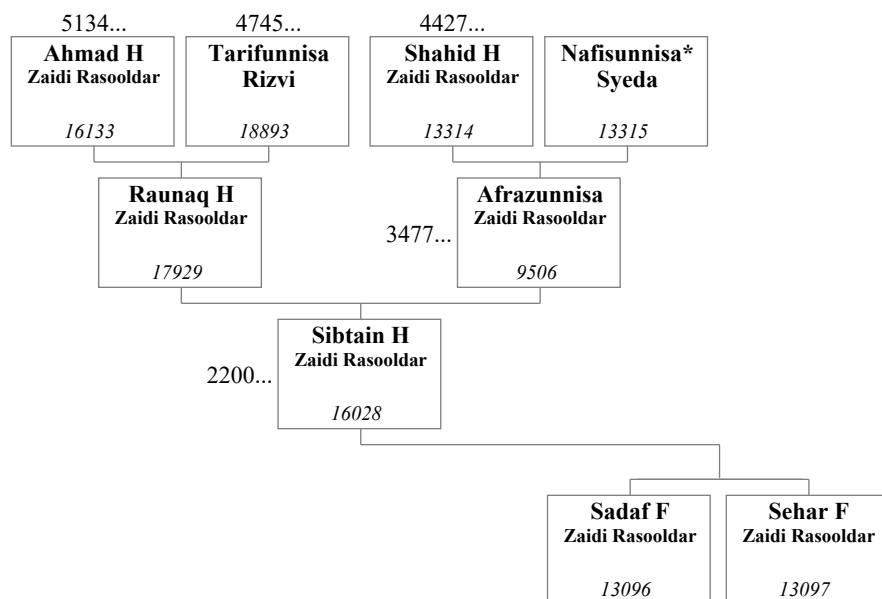 5134...
4745...
4427...
Ahmad H
Zaidi Rasooldar
16133
Tarifunnisa
Rizvi
18893
Shahid H
Zaidi Rasooldar
13314
Nafisunnisa*
Syeda
13315
Raunaq H
Zaidi Rasooldar
17929
3477...
Afrazunnisa
Zaidi Rasooldar
9506
2200...
Sibtain H
Zaidi Rasooldar
16028
Sadaf F
Zaidi Rasooldar
13096
Sehar F
Zaidi Rasooldar
13097